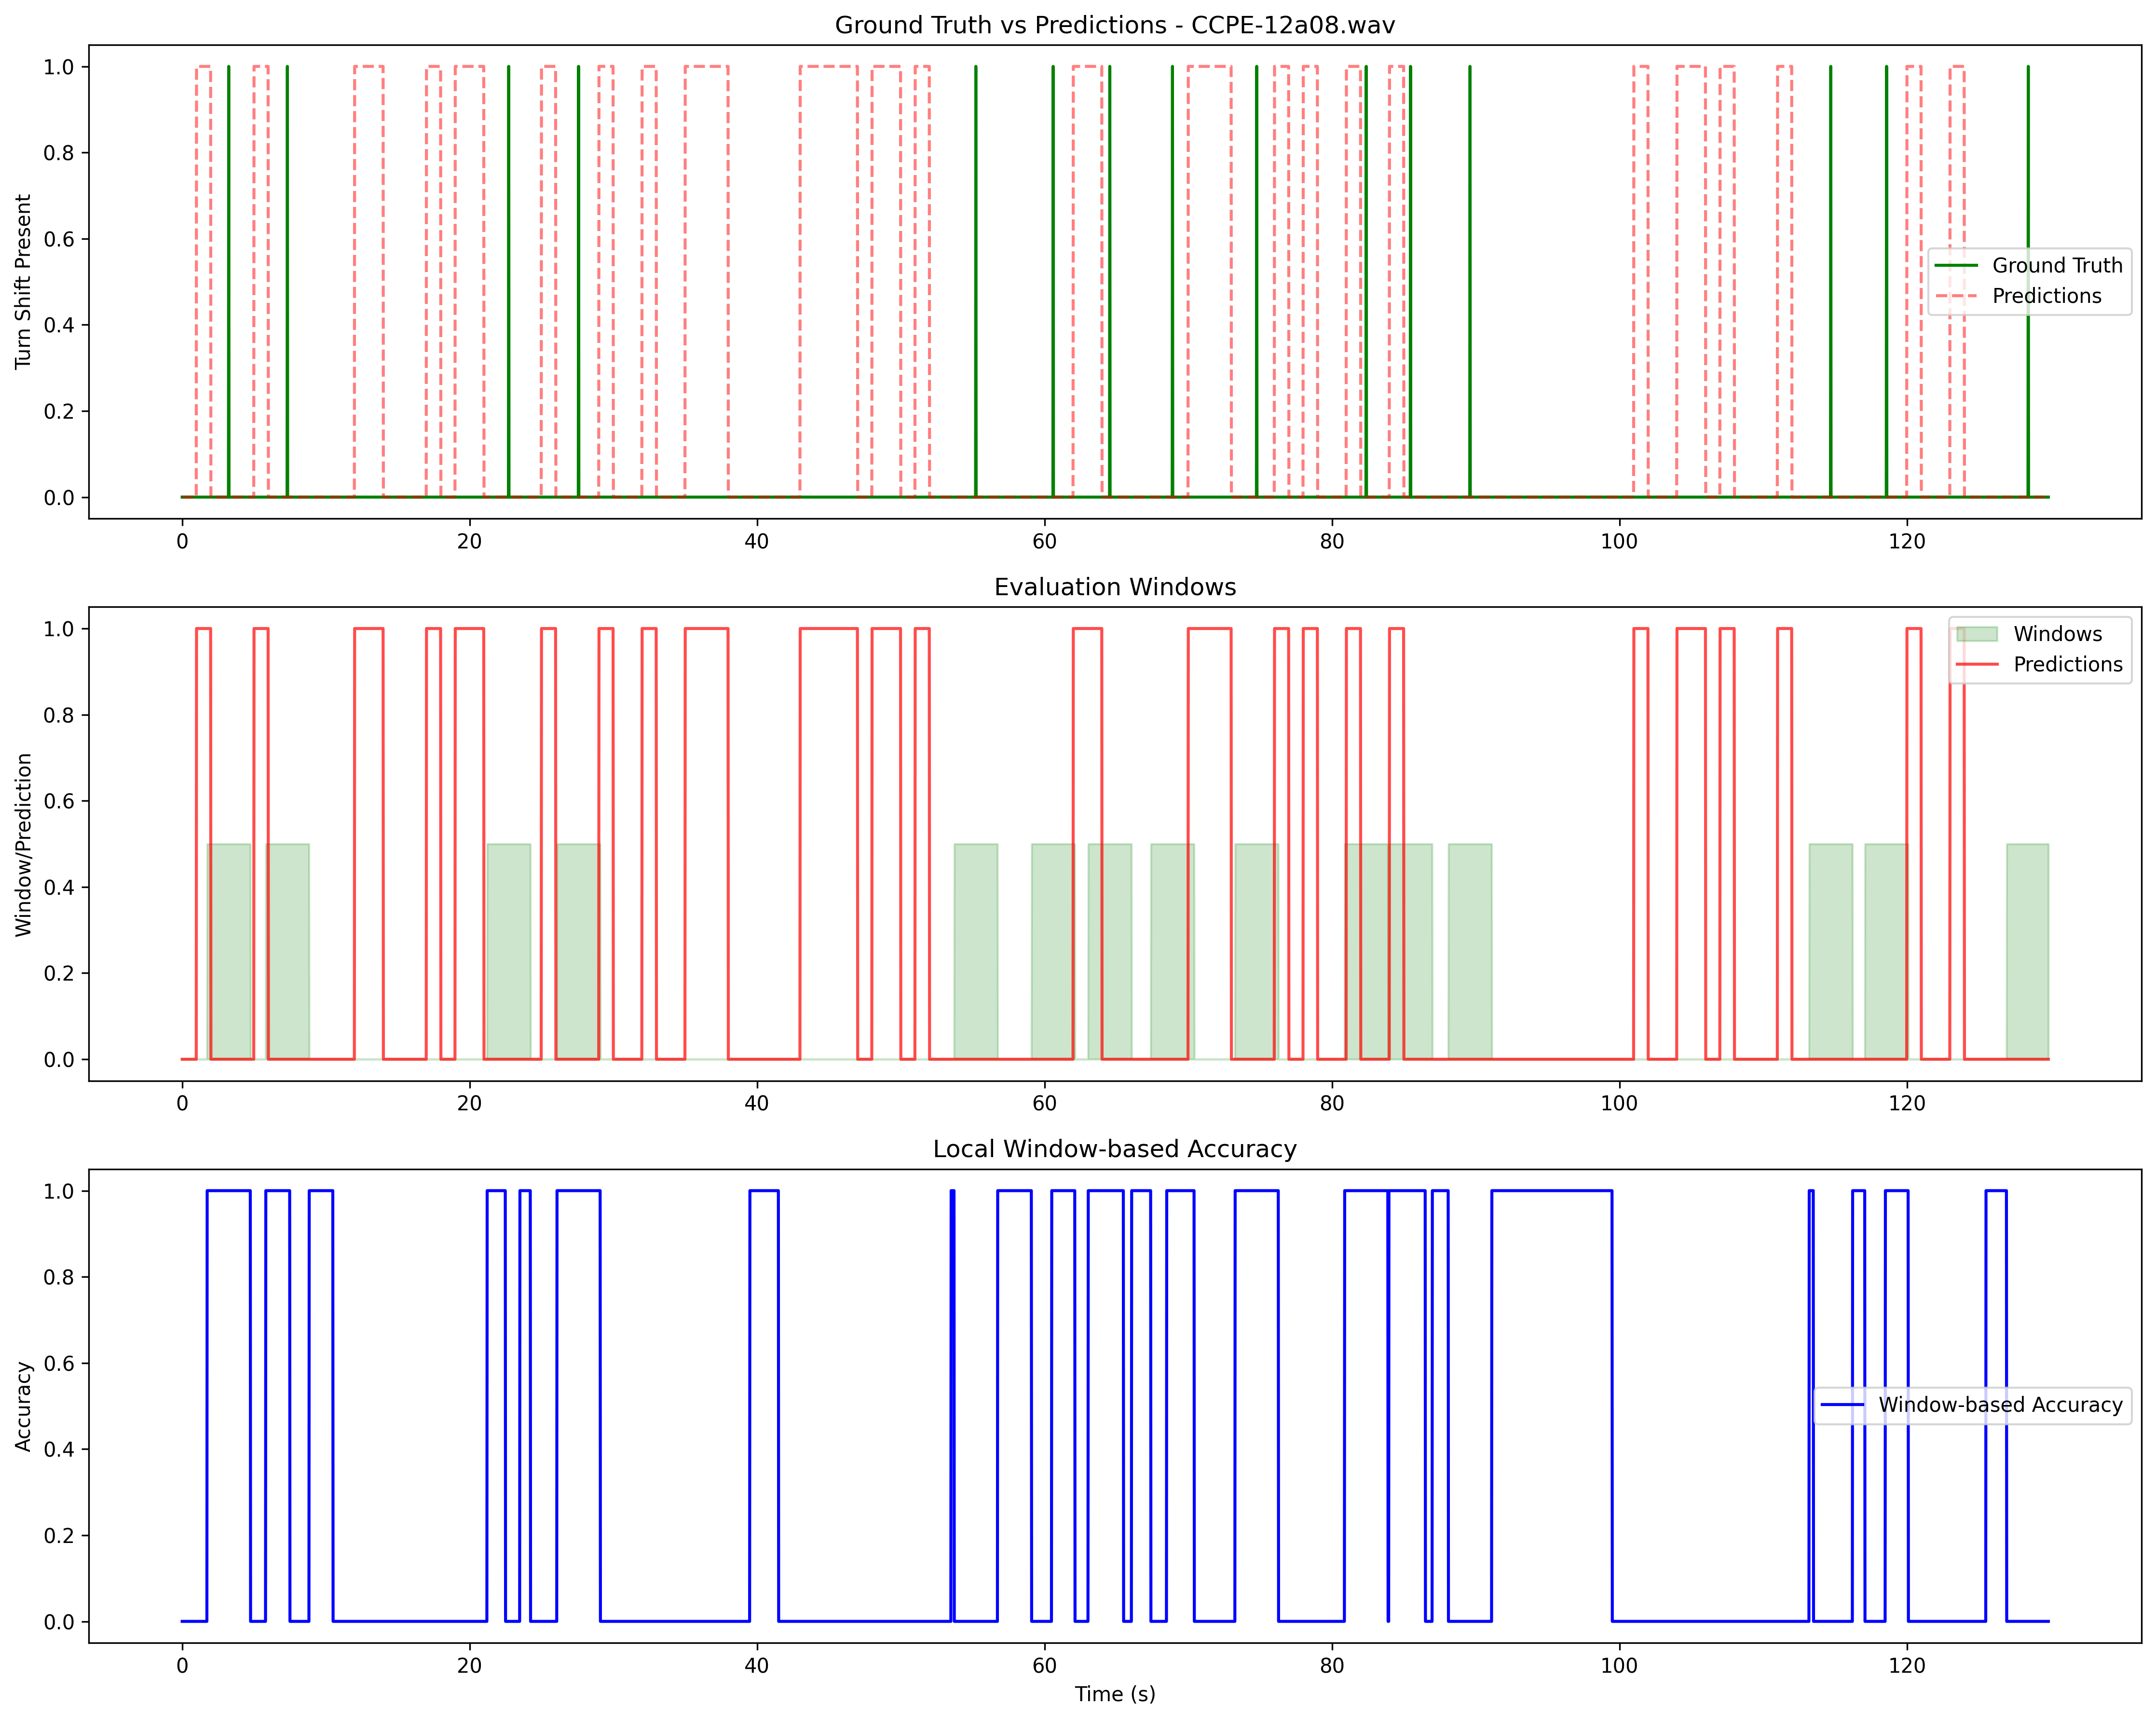 Ground Truth vs Predictions - CCPE-12a08.wav
1.0
0.8
0.6
0.4
0.2
0.0
Turn Shift Present
Ground Truth
Predictions
0 20 40 60 80 100 120
Evaluation Windows
1.0
0.8
0.6
0.4
0.2
0.0
Window/Prediction
Windows
Predictions
0 20 40 60 80 100 120
Local Window-based Accuracy
1.0
0.8
0.6
0.4
0.2
0.0
Accuracy
Window-based Accuracy
0 20 40 60 80 100 120
Time (s)